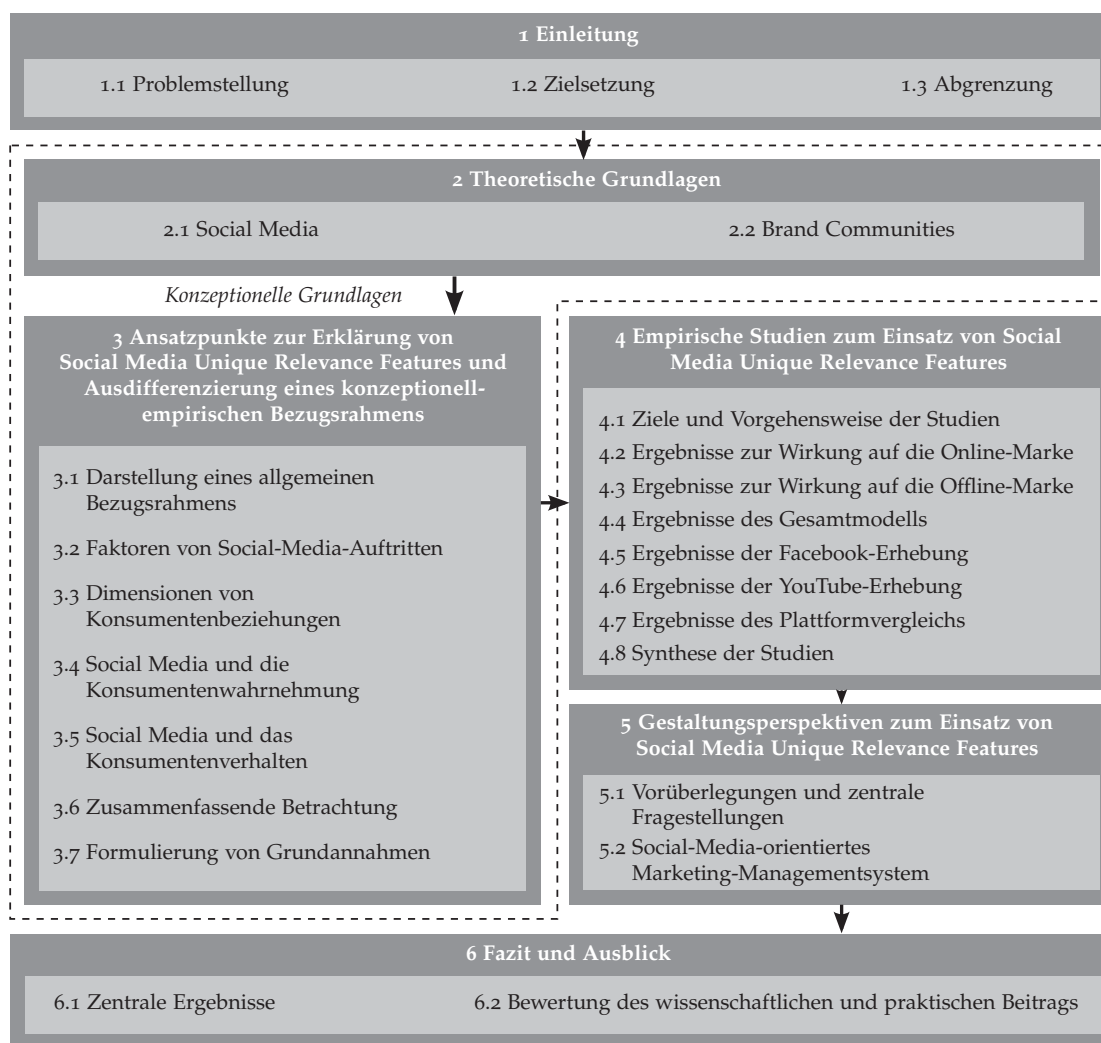 1 Einleitung
1.1 Problemstellung
1.2 Zielsetzung
1.3 Abgrenzung
2 Theoretische Grundlagen
2.1 Social Media
2.2 Brand Communities
Konzeptionelle Grundlagen
3 Ansatzpunkte zur Erklärung von
Social Media Unique Relevance Features und
Ausdifferenzierung eines konzeptionell-
empirischen Bezugsrahmens
3.1 Darstellung eines allgemeinen
Bezugsrahmens
3.2 Faktoren von Social-Media-Auftritten
3.3 Dimensionen von
Konsumentenbeziehungen
3.4 Social Media und die
Konsumentenwahrnehmung
3.5 Social Media und das
Konsumentenverhalten
3.6 Zusammenfassende Betrachtung
3.7 Formulierung von Grundannahmen
4 Empirische Studien zum Einsatz von Social
Media Unique Relevance Features
4.1 Ziele und Vorgehensweise der Studien
4.2 Ergebnisse zur Wirkung auf die Online-Marke
4.3 Ergebnisse zur Wirkung auf die Offline-Marke
4.4 Ergebnisse des Gesamtmodells
4.5 Ergebnisse der Facebook-Erhebung
4.6 Ergebnisse der YouTube-Erhebung
4.7 Ergebnisse des Plattformvergleichs
4.8 Synthese der Studien
5 Gestaltungsperspektiven zum Einsatz von
Social Media Unique Relevance Features
5.1 Vorüberlegungen und zentrale
Fragestellungen
5.2 Social-Media-orientiertes
Marketing-Managementsystem
6 Fazit und Ausblick
6.1 Zentrale Ergebnisse
6.2 Bewertung des wissenschaftlichen und praktischen Beitrags